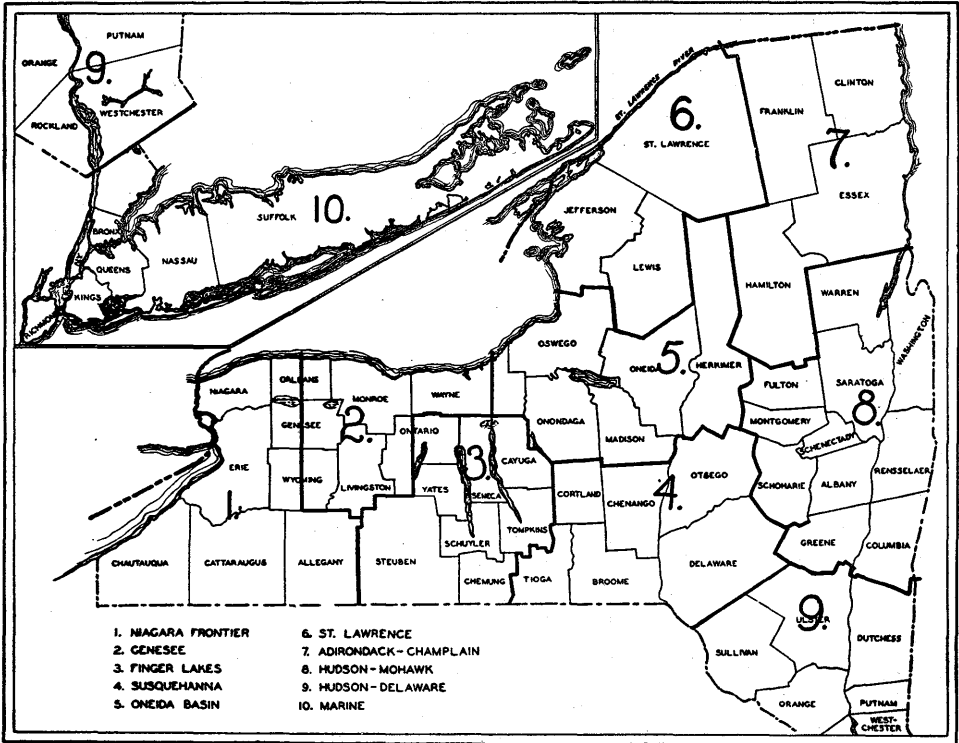 PUTNAM
ORANGE
9.
WESTCHESTER
ROCKLAND
BRONX
N.Y.
QUEENS
KINGS
RICHMOND
NASSAU
SUFFOLK
10.
ST. LAWRENCE RIVER
6.
ST. LAWRENCE
FRANKLIN
CLINTON
7.
ESSEX
JEFFERSON
LEWIS
HAMILTON
WARREN
WASHINGTON
OSWEGO
ONEIDA
5.
HERKIMER
FULTON
SARATOGA
8.
MONTGOMERY
SCHENECTADY
NIAGARA
ORLEANS
MONROE
WAYNE
GENESEE
2.
ONTARIO
3.
CAYUGA
ONONDAGA
MADISON
OTSEGO
SCHOHARIE
ALBANY
RENSSELAER
ERIE
1
WYOMING
LIVINGSTON
YATES
SENECA
CORTLAND
CHENANGO
4.
TOMPKINS
SCHUYLER
GREENE
COLUMBIA
CHAUTAUQUA
CATTARAUGUS
ALLEGANY
STEUBEN
CHEMUNG
TIOGA
BROOME
DELAWARE
ULSTER
9.
DUTCHESS
SULLIVAN
ORANGE
PUTNAM
WEST-
CHESTER
1. NIAGARA FRONTIER
2. GENESEE
3. FINGER LAKES
4. SUSQUEHANNA
5. ONEIDA BASIN
6. ST. LAWRENCE
7. ADIRONDACK-CHAMPLAIN
8. HUDSON-MOHAWK
9. HUDSON-DELAWARE
10. MARINE